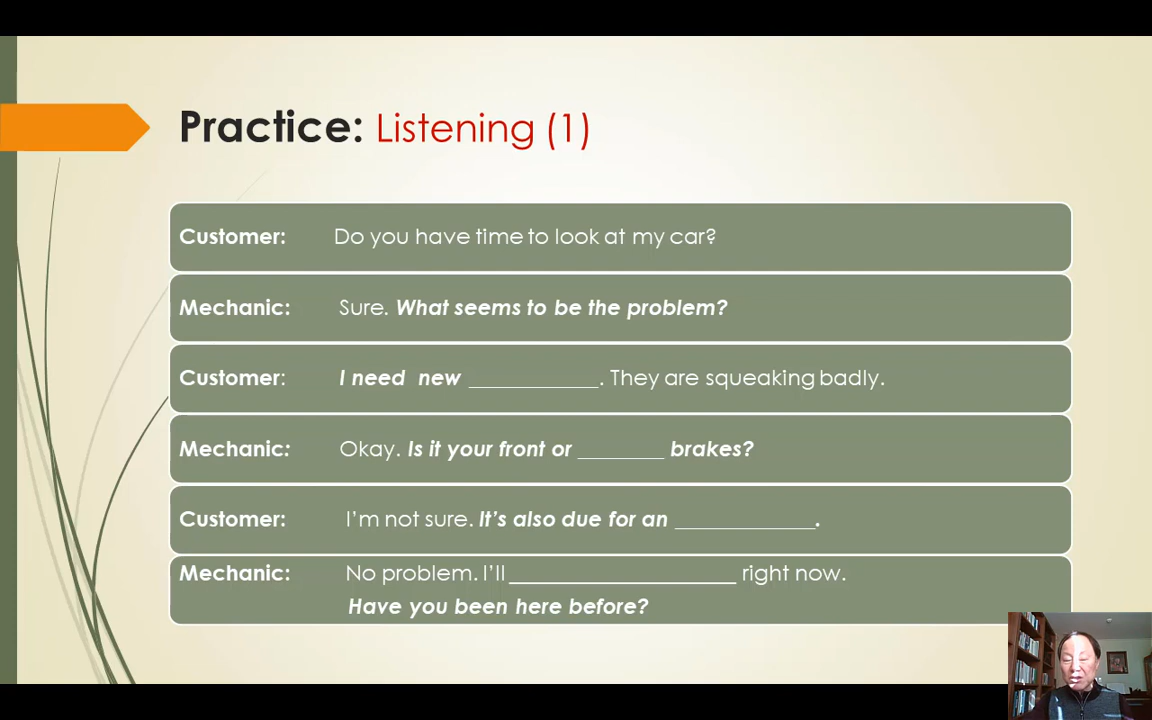 Practice: Listening (1)
Customer: Do you have time to look at my car?
Mechanic: Sure. What seems to be the problem?
Customer: I need new ___________. They are squeaking badly.
Mechanic: Okay. Is it your front or ________ brakes?
Customer: I'm not sure. It's also due for an _____________.
Mechanic: No problem. I'll _____________________ right now.
Have you been here before?